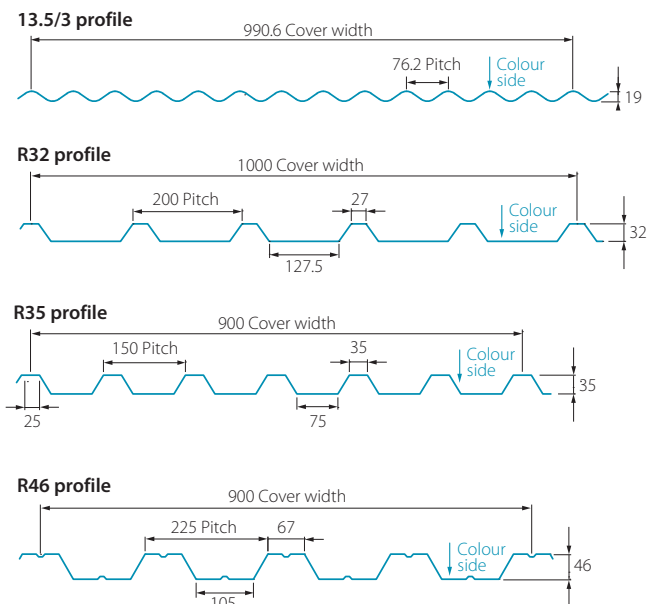 13.5/3 profile
990.6 Cover width
76.2 Pitch
Colour
side
19
R32 profile
1000 Cover width
200 Pitch
27
Colour
side
32
127.5
R35 profile
900 Cover width
150 Pitch
35
Colour
side
35
25
75
R46 profile
900 Cover width
225 Pitch
67
Colour
side
46
105